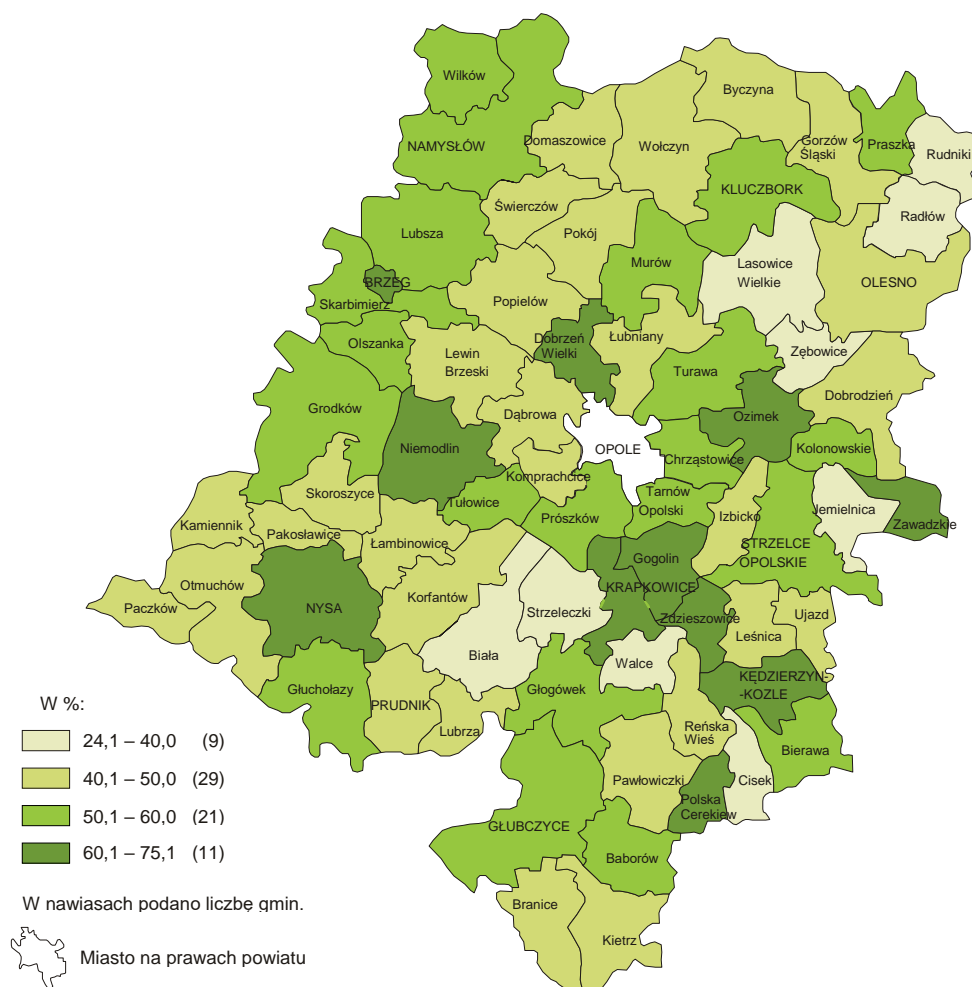 Wilków
Byczyna
NAMYSŁÓW
Domaszowice
Wołczyn
Gorzów
Śląski
Praszka
Rudniki
KLUCZBORK
Radłów
Świerczów
Lubsza
Pokój
Murów
Lasowice
Wielkie
OLESNO
BRZEG
Skarbimierz
Popielów
Olszanka
Dobrzeń
Wielki
Łubniany
Zębowice
Lewin
Brzeski
Turawa
Dobrodzień
Grodków
Dąbrowa
Ozimek
Niemodlin
OPOLE
Kolonowskie
Chrząstowice
Komprachcice
Skoroszyce
Tułowice
Tarnów
Opolski
Jemielnica
Kamiennik
Prószków
Izbicko
Zawadzkie
Pakosławice
Łambinowice
STRZELCE
OPOLSKIE
Gogolin
Otmuchów
Korfantów
KRAPKOWICE
Paczków
NYSA
Strzeleczki
Zdzieszowice
Ujazd
Leśnica
Biała
Walce
KĘDZIERZYN-
-KOZLE
Głuchołazy
Głogówek
PRUDNIK
Lubrza
Reńska
Wieś
Bierawa
Pawłowiczki
Cisek
Polska
Cerekiew
GŁUBCZYCE
Baborów
Branice
Kietrz
W %:
24,1 – 40,0 (9)
40,1 – 50,0 (29)
50,1 – 60,0 (21)
60,1 – 75,1 (11)
W nawiasach podano liczbę gmin.
Miasto na prawach powiatu